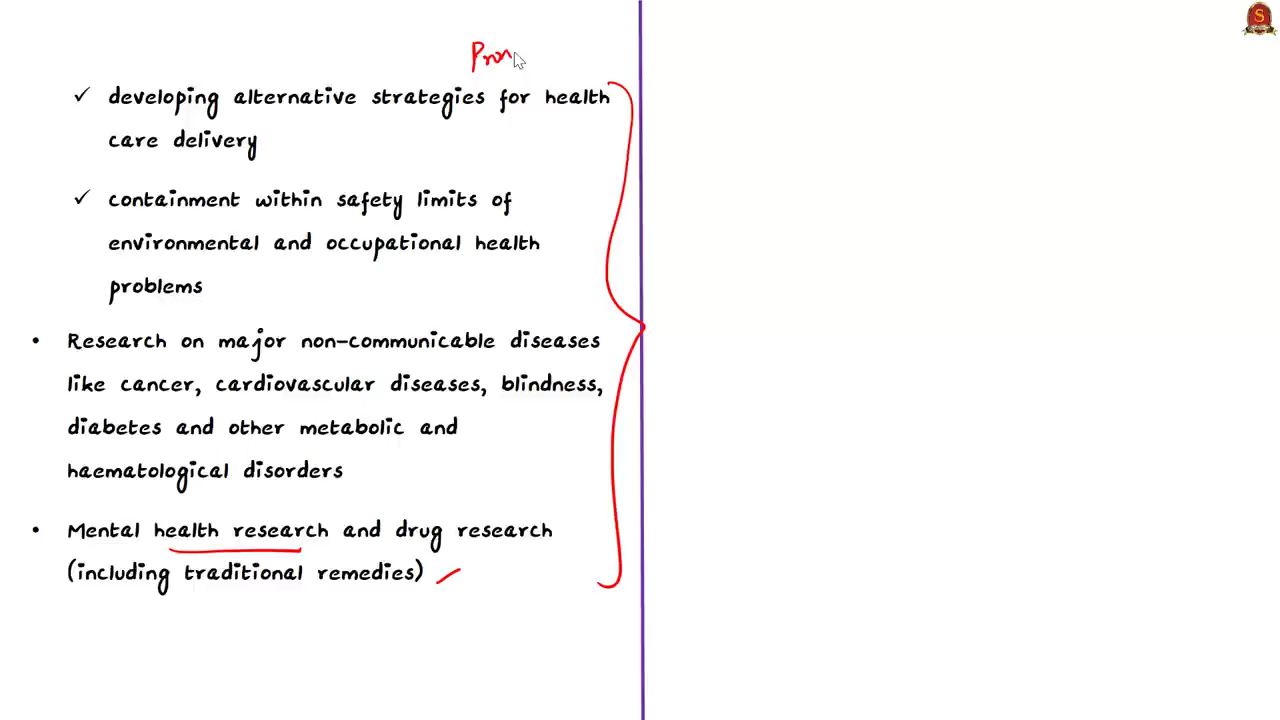 ✓ developing alternative strategies for health
care delivery
✓ containment within safety limits of
environmental and occupational health
problems
• Research on major non-communicable diseases
like cancer, cardiovascular diseases, blindness,
diabetes and other metabolic and
haematological disorders
• Mental health research and drug research
(including traditional remedies)